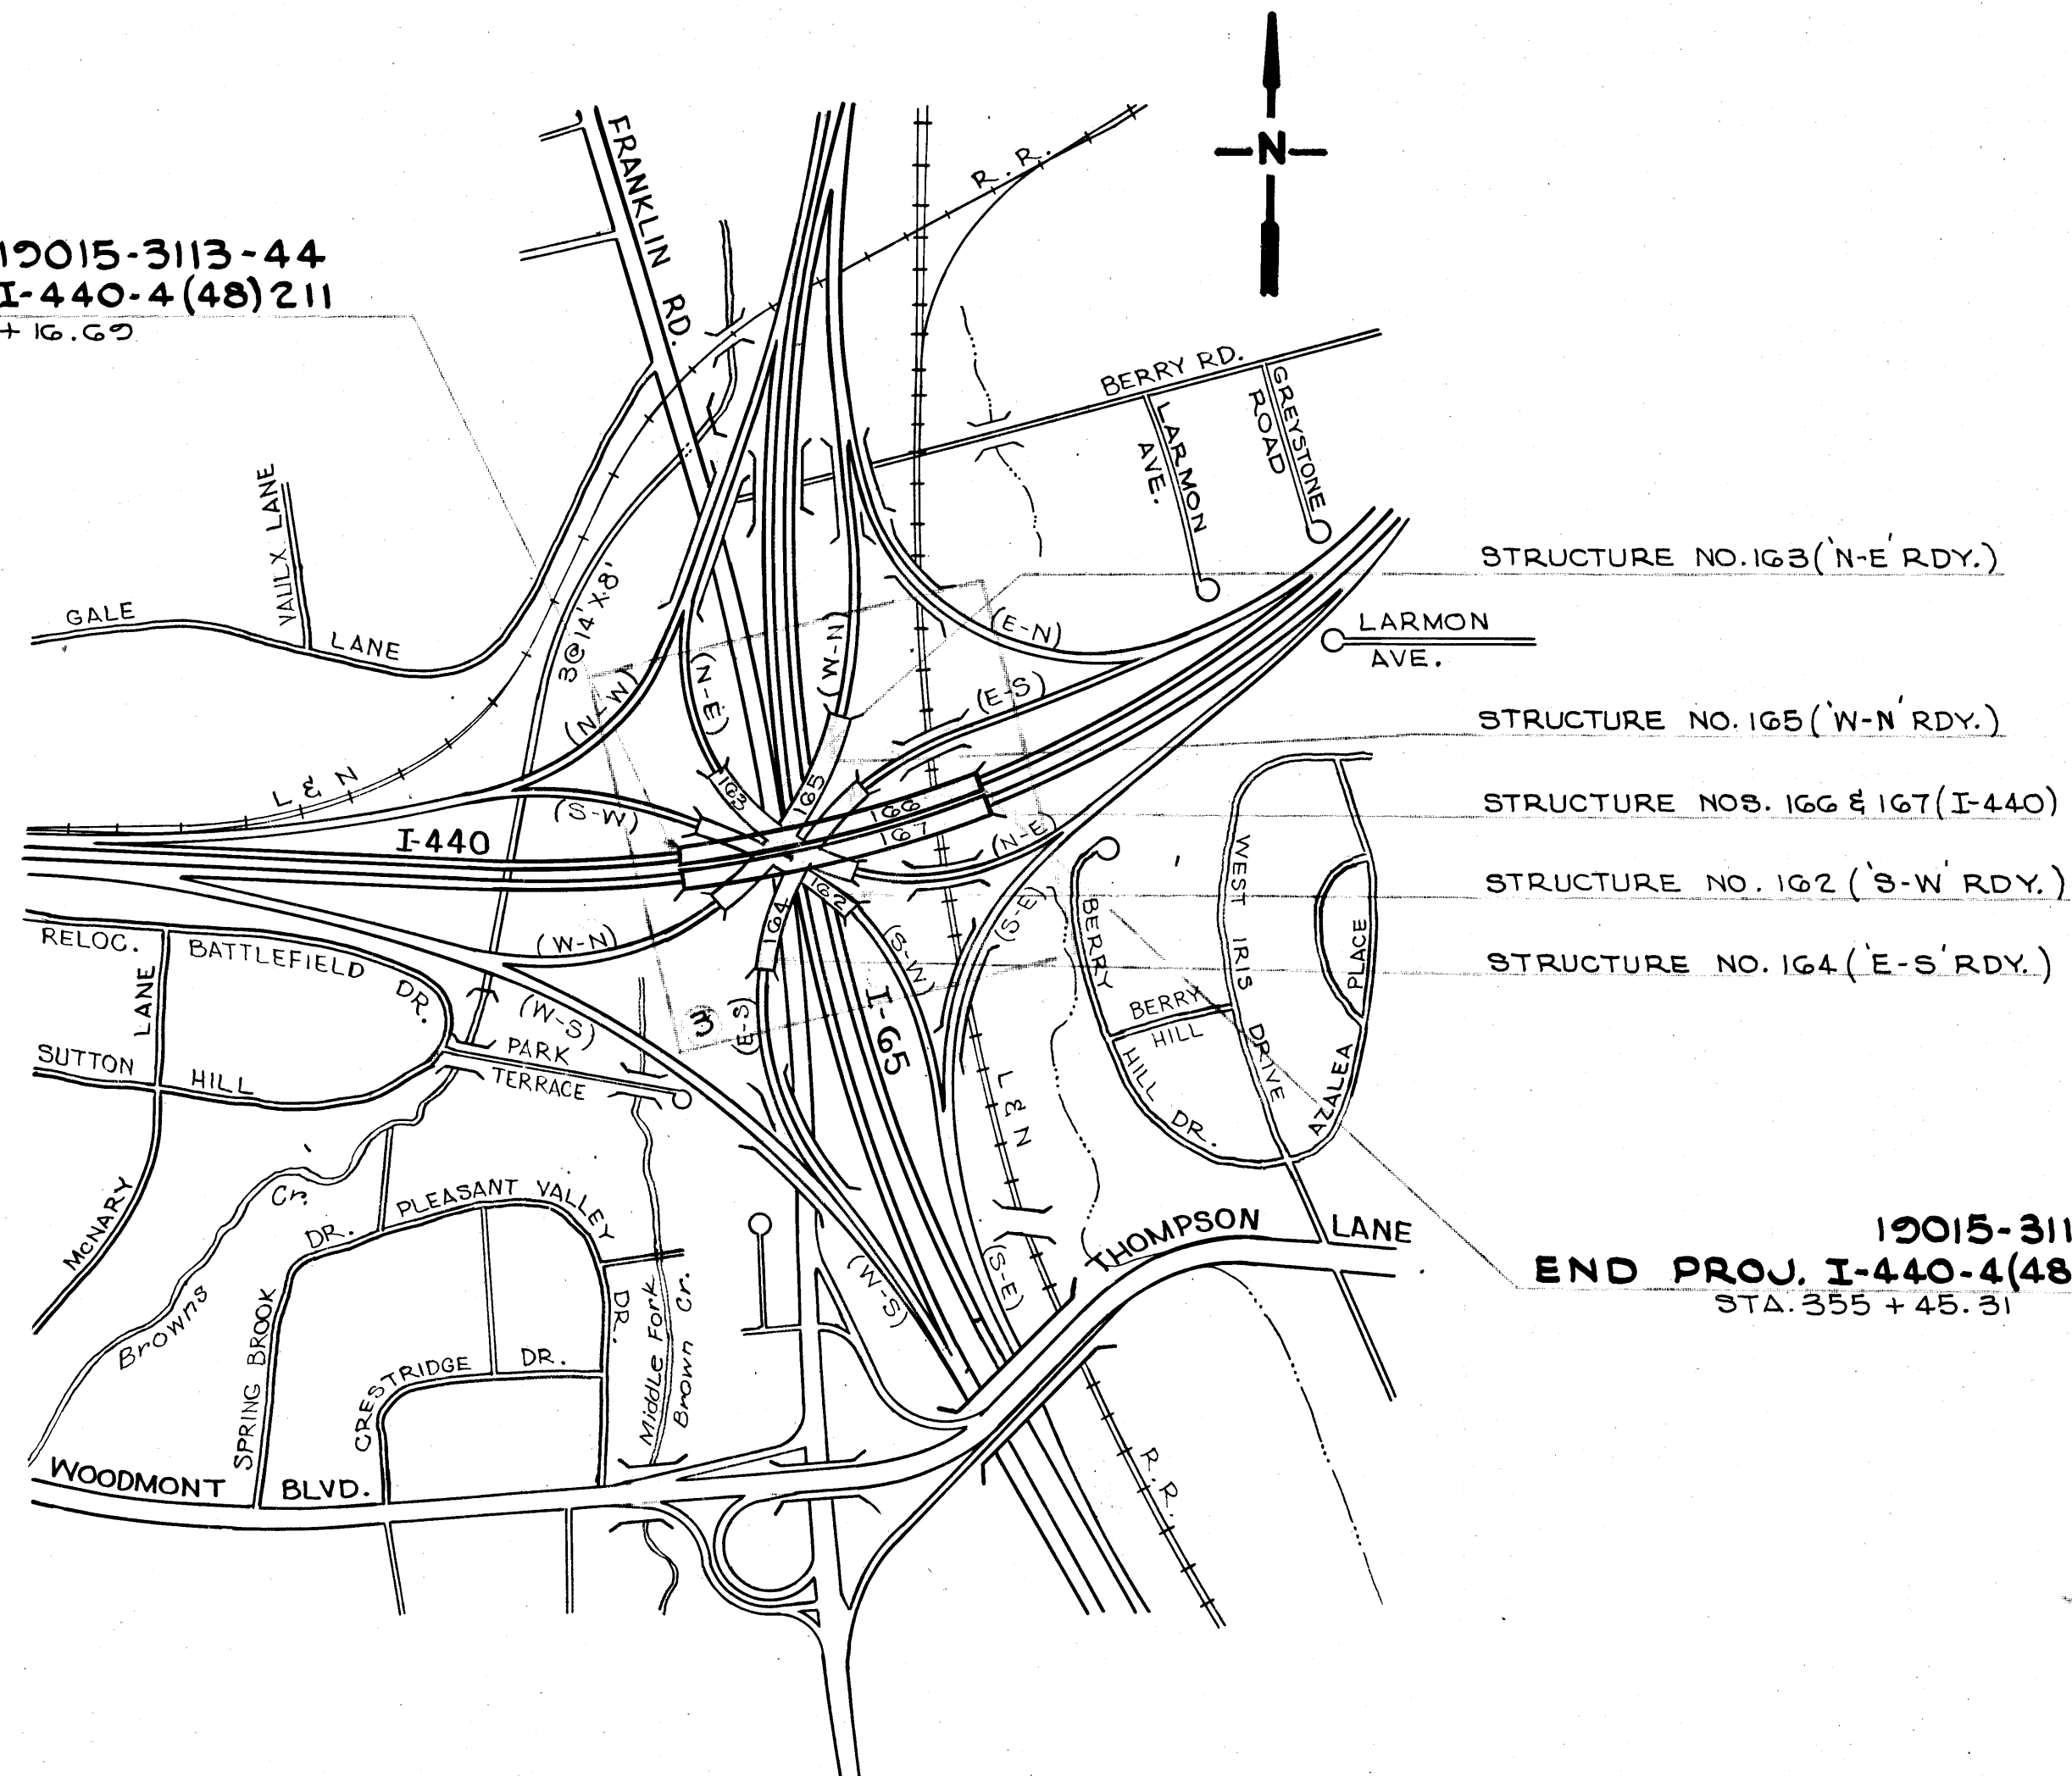 19015-3113-44
I-440-4(48)211
+ 16.69
FRANKLIN RD.
R. R.
N
BERRY RD.
GREYSTONE
ROAD
LARMON
AVE.
VAULX LANE
GALE
LANE
3@14'X8'
(N-W)
(N-E)
(W-N)
(E-N)
(E-S)
LARMON
AVE.
STRUCTURE NO.163('N-E' RDY.)
STRUCTURE NO.165('W-N' RDY.)
STRUCTURE NOS. 166 & 167(I-440)
STRUCTURE NO. 162 ('S-W' RDY.)
STRUCTURE NO. 164 ('E-S' RDY.)
L & N
I-440
(S-W)
163
165
166
167
162
164
(N-E)
(S-E)
(S-W)
(W-N)
(W-S)
(E-S)
3
I-65
RELOC.
BATTLEFIELD
DR.
LANE
SUTTON
HILL
PARK
TERRACE
BERRY
BERRY
HILL
HILL
DR.
WEST IRIS DRIVE
AZALEA
PLACE
L & N
McNARY
Cr.
Browns
DR.
PLEASANT VALLEY
DR.
SPRING BROOK
CRESTRIDGE
DR.
Middle Fork
Brown Cr.
(W-S)
(S-E)
THOMPSON
LANE
WOODMONT
BLVD.
R.R.
19015-311
END PROJ. I-440-4(48
STA. 355 + 45.31